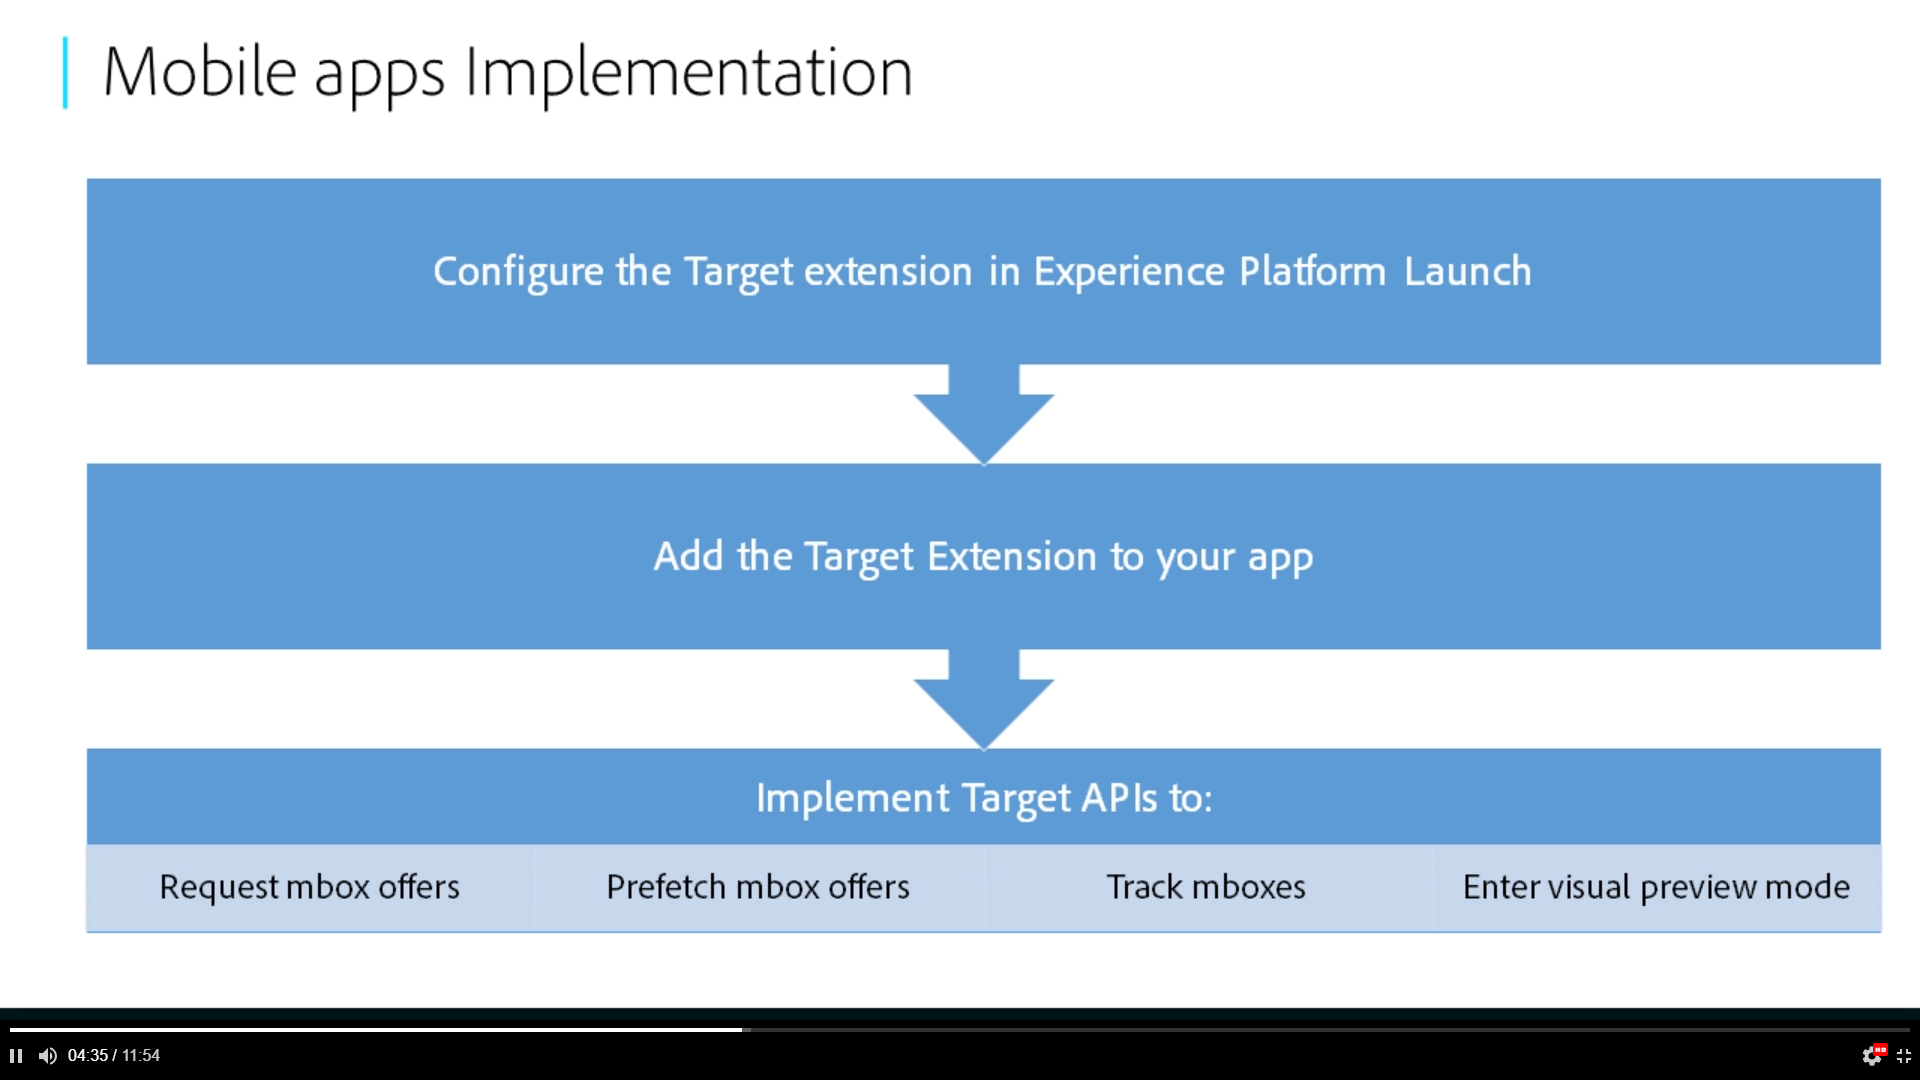 Mobile apps Implementation
Configure the Target extension in Experience Platform Launch
Add the Target Extension to your app
Implement Target APIs to:
Request mbox offers
Prefetch mbox offers
Track mboxes
Enter visual preview mode
04:35 / 11:54
HD